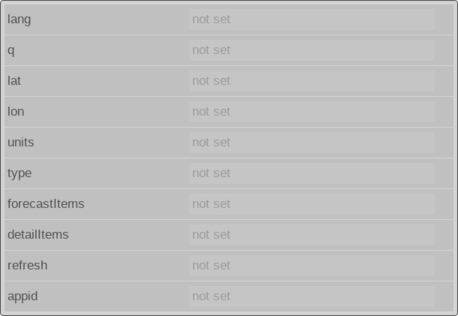 lang not set
q not set
lat not set
lon not set
units not set
type not set
forecastItems not set
detailItems not set
refresh not set
appid not set